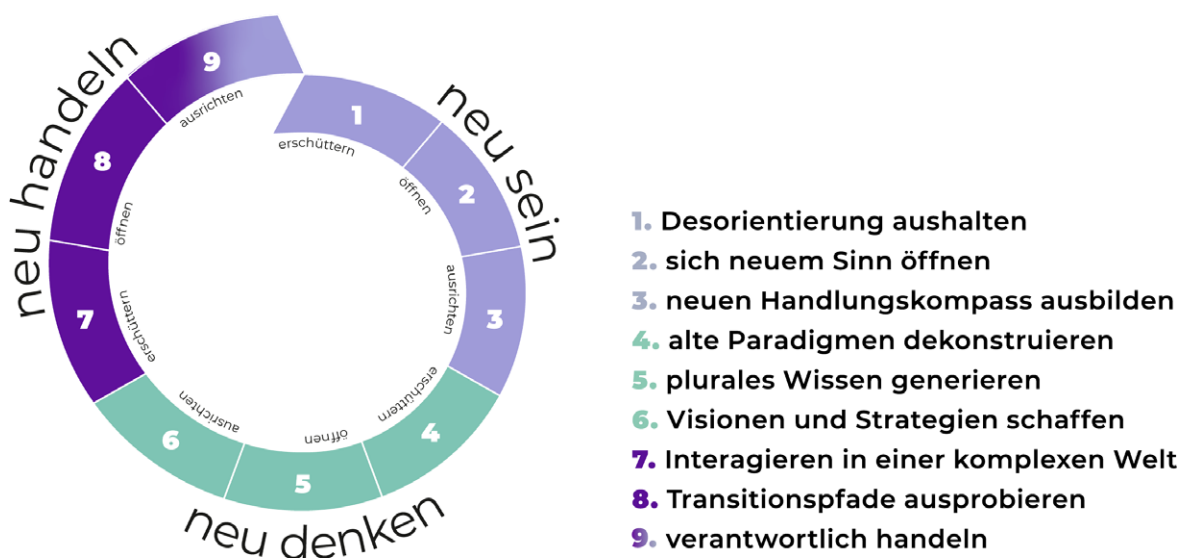 neu sein
1
erschüttern
2
öffnen
3
ausrichten
neu denken
4
erschüttern
5
öffnen
6
ausrichten
neu handeln
7
erschüttern
8
öffnen
9
ausrichten
1. Desorientierung aushalten
2. sich neuem Sinn öffnen
3. neuen Handlungskompass ausbilden
4. alte Paradigmen dekonstruieren
5. plurales Wissen generieren
6. Visionen und Strategien schaffen
7. Interagieren in einer komplexen Welt
8. Transitionspfade ausprobieren
9. verantwortlich handeln